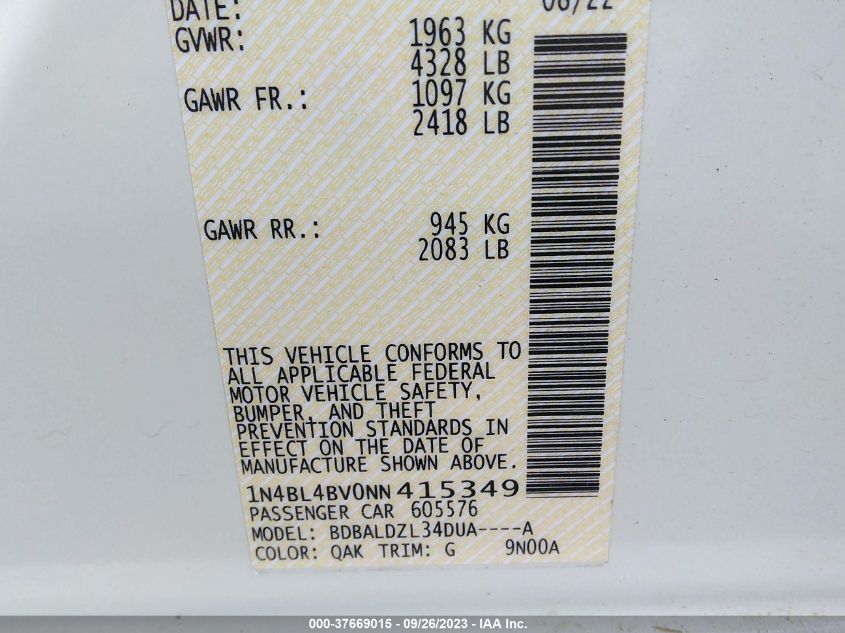 DATE: 08/22
GVWR: 1963 KG
4328 LB
GAWR FR.: 1097 KG
2418 LB
GAWR RR.: 945 KG
2083 LB
THIS VEHICLE CONFORMS TO
ALL APPLICABLE FEDERAL
MOTOR VEHICLE SAFETY,
BUMPER, AND THEFT
PREVENTION STANDARDS IN
EFFECT ON THE DATE OF
MANUFACTURE SHOWN ABOVE.
1N4BL4BV0NN415349
PASSENGER CAR 605576
MODEL: BDBALDZL34DUA----A
COLOR: QAK TRIM: G 9N00A
000-37669015 - 09/26/2023 - IAA Inc.